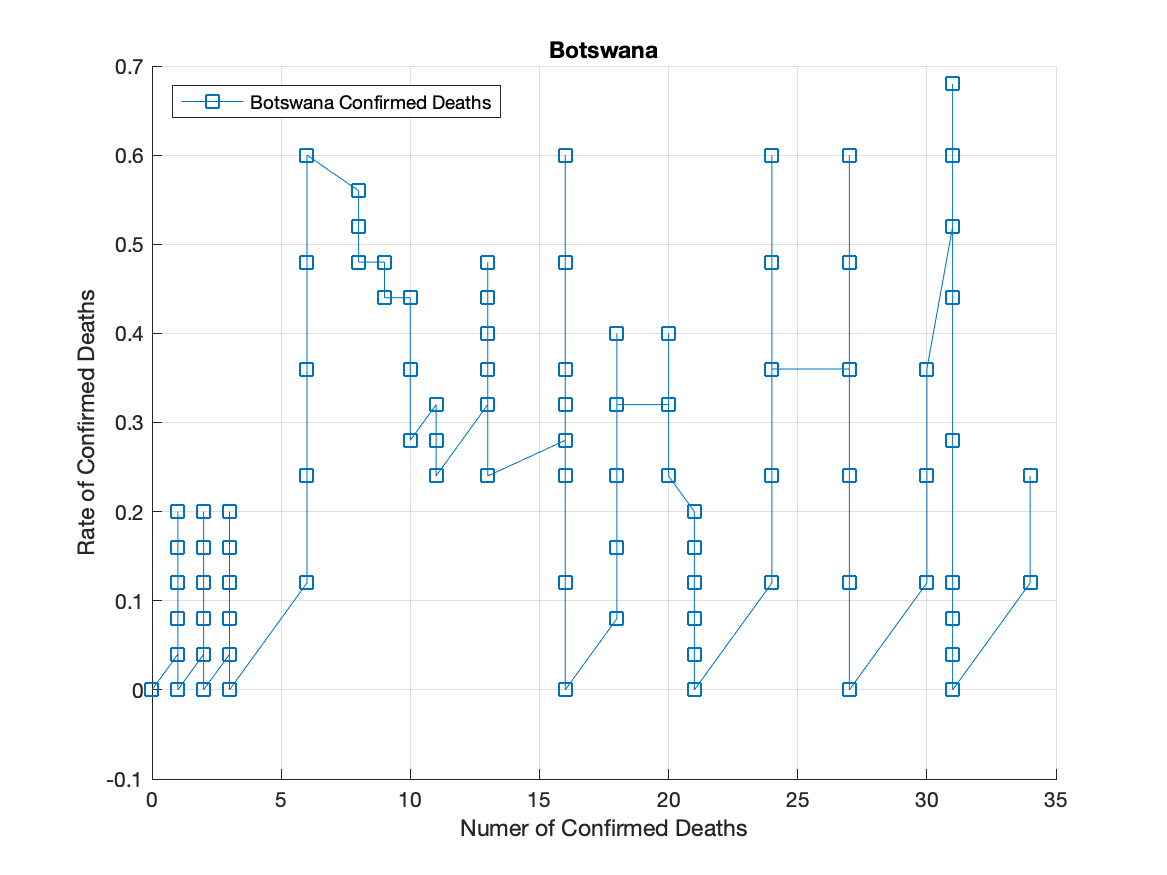 Botswana
Botswana Confirmed Deaths
0.7
0.6
0.5
0.4
0.3
0.2
0.1
0
-0.1
Rate of Confirmed Deaths
0 5 10 15 20 25 30 35
Numer of Confirmed Deaths